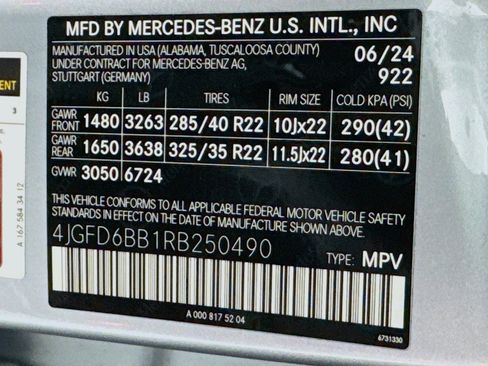 MFD BY MERCEDES-BENZ U.S. INTL., INC
MANUFACTURED IN USA (ALABAMA, TUSCALOOSA COUNTY) 06/24
UNDER CONTRACT FOR MERCEDES-BENZ AG, 922
STUTTGART (GERMANY)
KG LB TIRES RIM SIZE COLD KPA (PSI)
GAWR FRONT 1480 3263 285/40 R22 10Jx22 290(42)
GAWR REAR 1650 3638 325/35 R22 11.5Jx22 280(41)
GVWR 3050 6724
THIS VEHICLE CONFORMS TO ALL APPLICABLE FEDERAL MOTOR VEHICLE SAFETY
STANDARDS IN EFFECT ON THE DATE OF MANUFACTURE SHOWN ABOVE.
4JGFD6BB1RB250490
TYPE: MPV
A 000 817 52 04
6731330
3
A 167 584 34 12